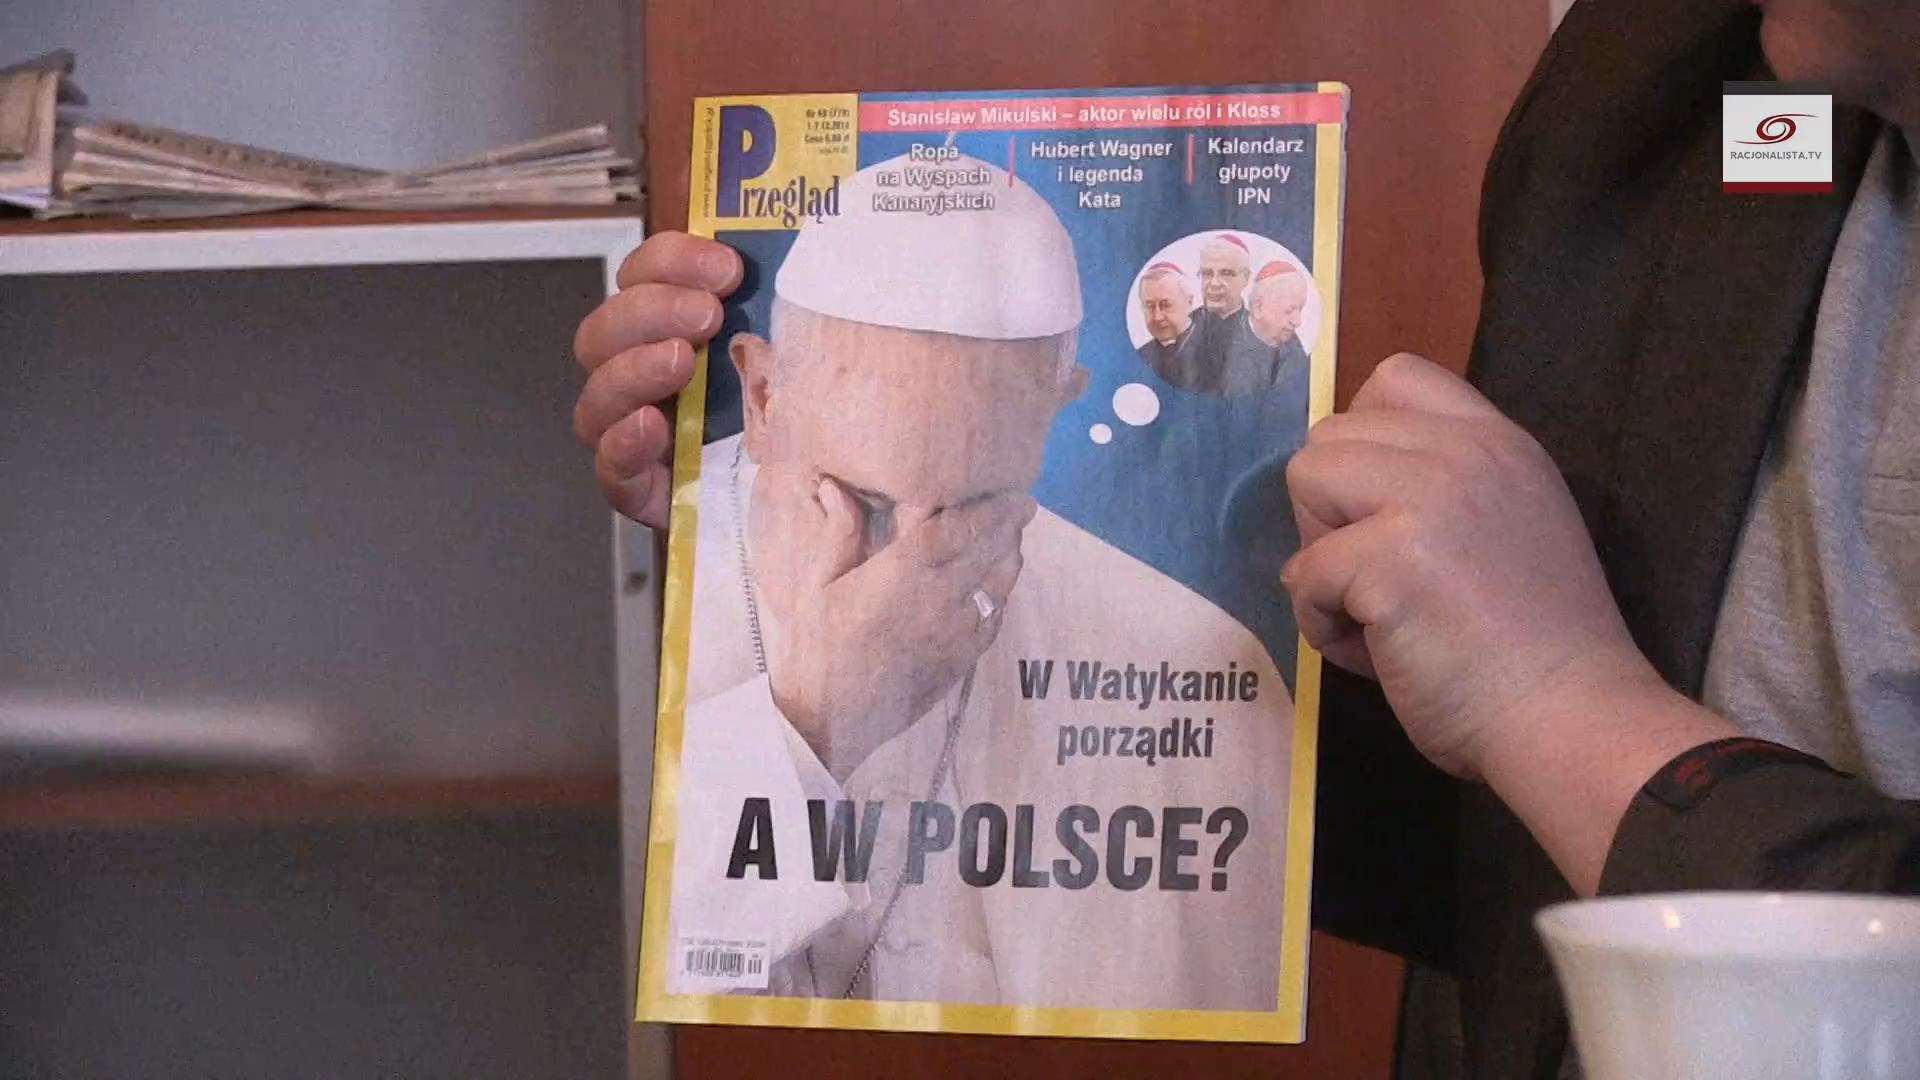 Stanisław Mikulski – aktor wielu ról i Kloss
Przegląd
Ropa
na Wyspach
Kanaryjskich
Hubert Wagner
i legenda
Kata
Kalendarz
głupoty
IPN
W Watykanie
porządki
A W POLSCE?
RACJONALISTA.TV